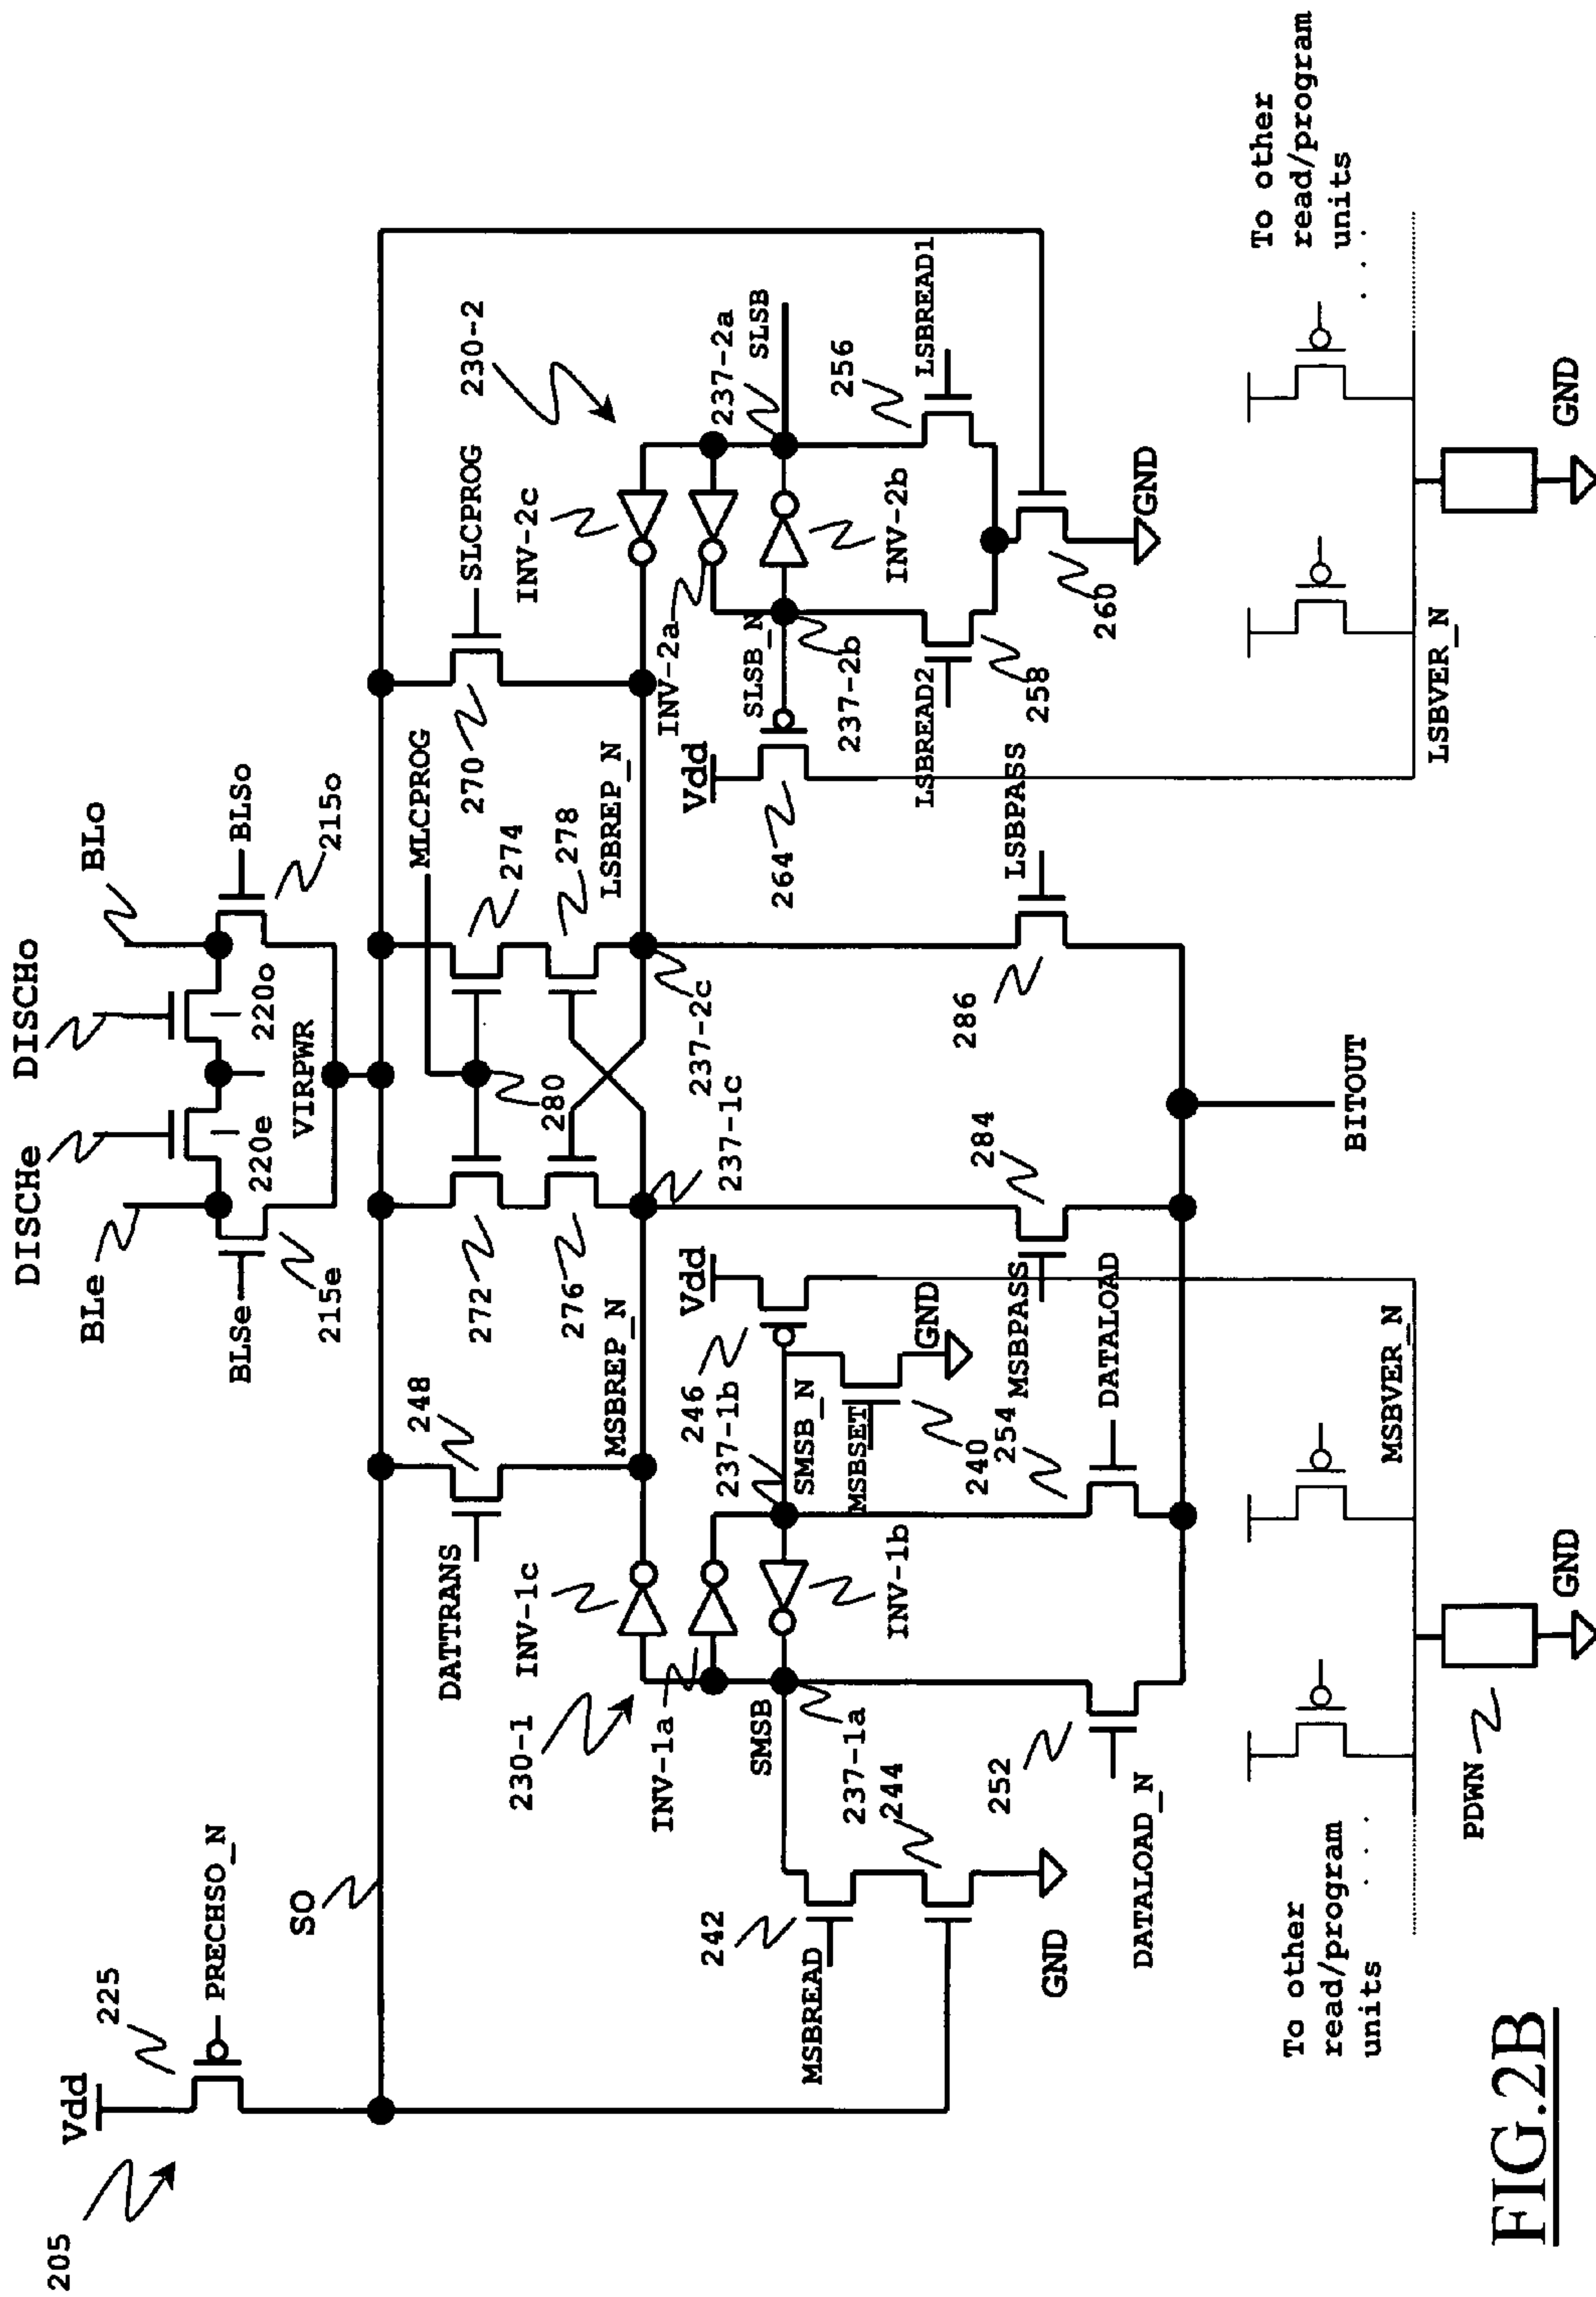 205
Vdd
225
PRECHSO_N
SO
DISCHe
DISCHo
BLe
BLo
BLSe
BLSo
215e
215o
220e
220o
VIRPWR
DATTRANS
248
272
276
MLCPROG
274
278
280
270
SLCPROG
230-2
230-1
INV-1c
MSBREP_N
LSBREP_N
INV-2c
INV-1a
INV-2a
237-1c
237-2c
SMSB
237-1a
INV-1b
237-1b
SMSB_N
246
Vdd
MSBSET
240
GND
Vdd
264
SLSB_N
237-2b
INV-2b
237-2a
SLSB
242
MSBREAD
244
GND
252
DATALOAD_N
254
DATALOAD
MSBPASS
284
286
LSBPASS
LSBREAD2
258
256
LSBREAD1
260
GND
BITOUT
To other
read/program
units
. . .
MSBVER_N
PDWN
GND
LSBVER_N
To other
read/program
units
. . .
GND
FIG.2B